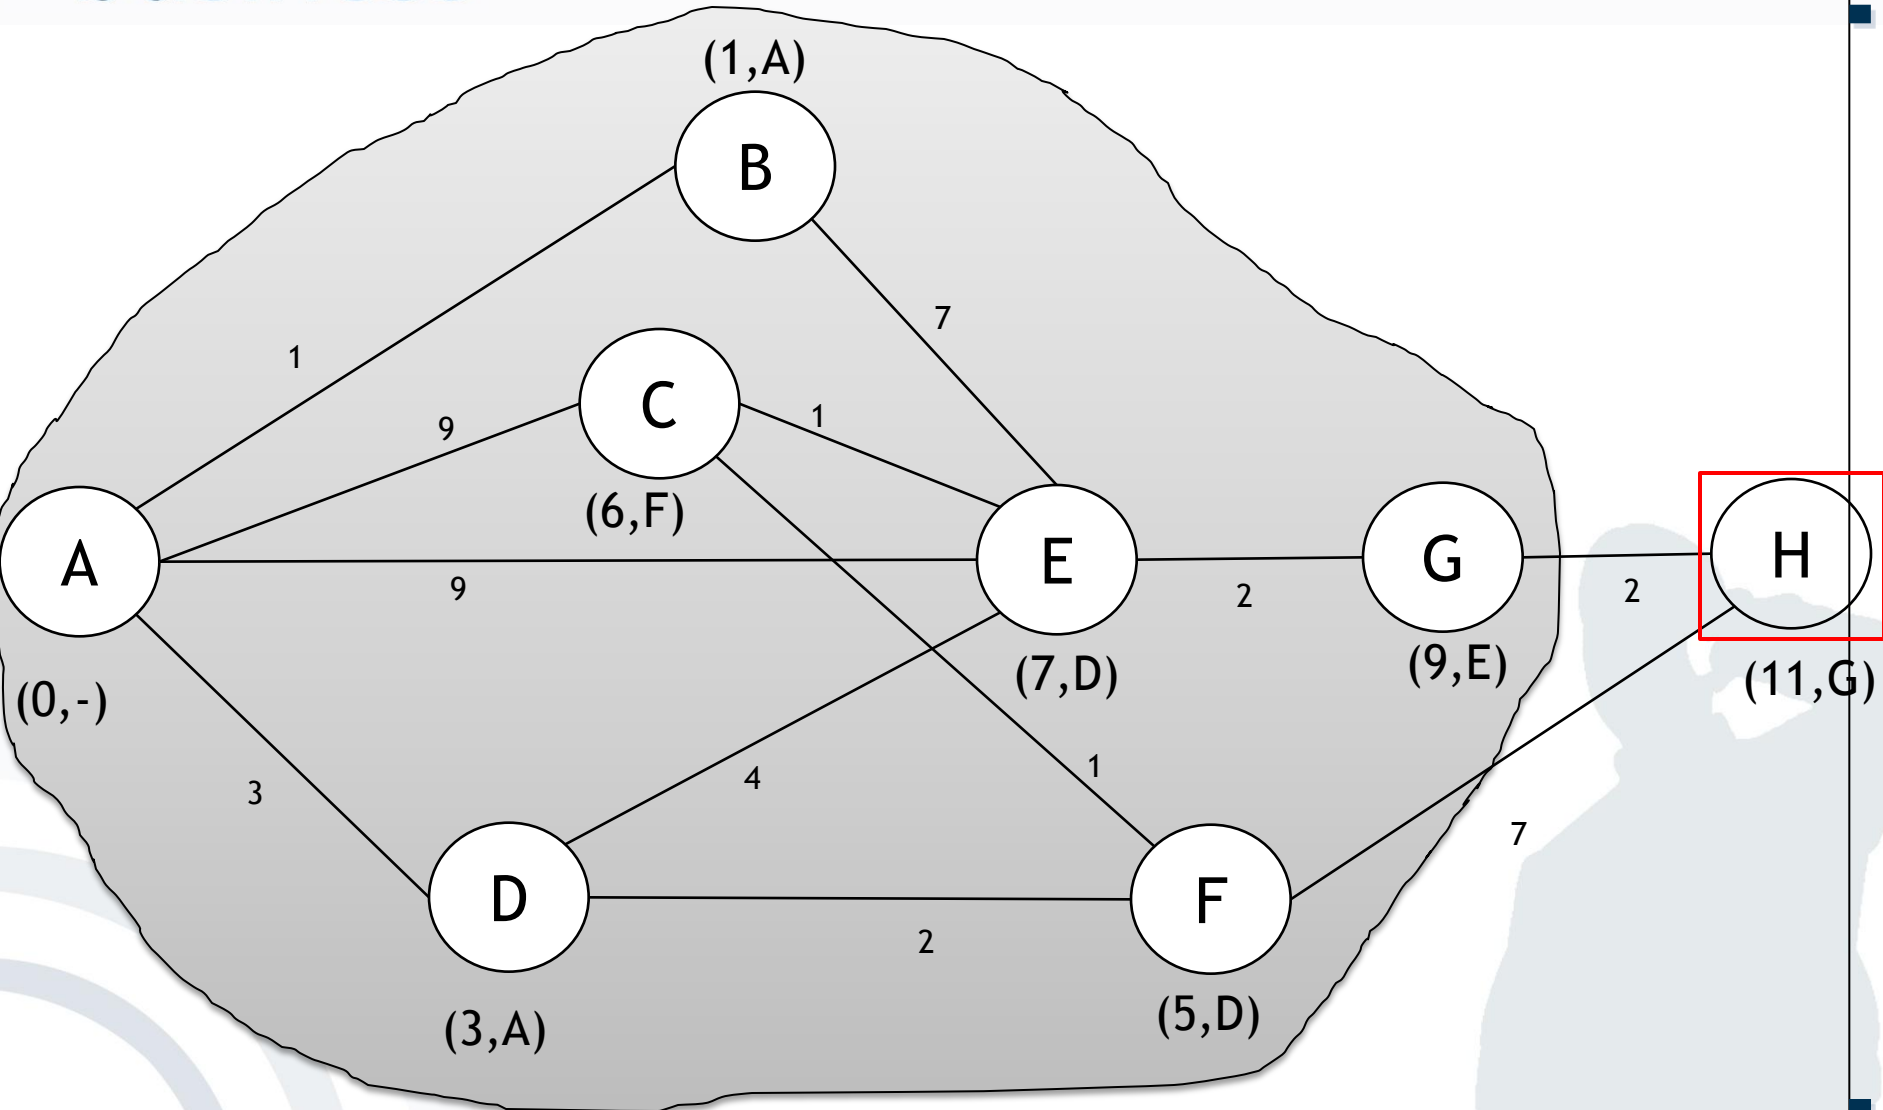 (1,A)
B
7
1
C
9
1
(6,F)
A
9
E
2
G
2
H
(0,-)
(7,D)
(9,E)
(11,G)
3
4
1
7
D
2
F
(3,A)
(5,D)